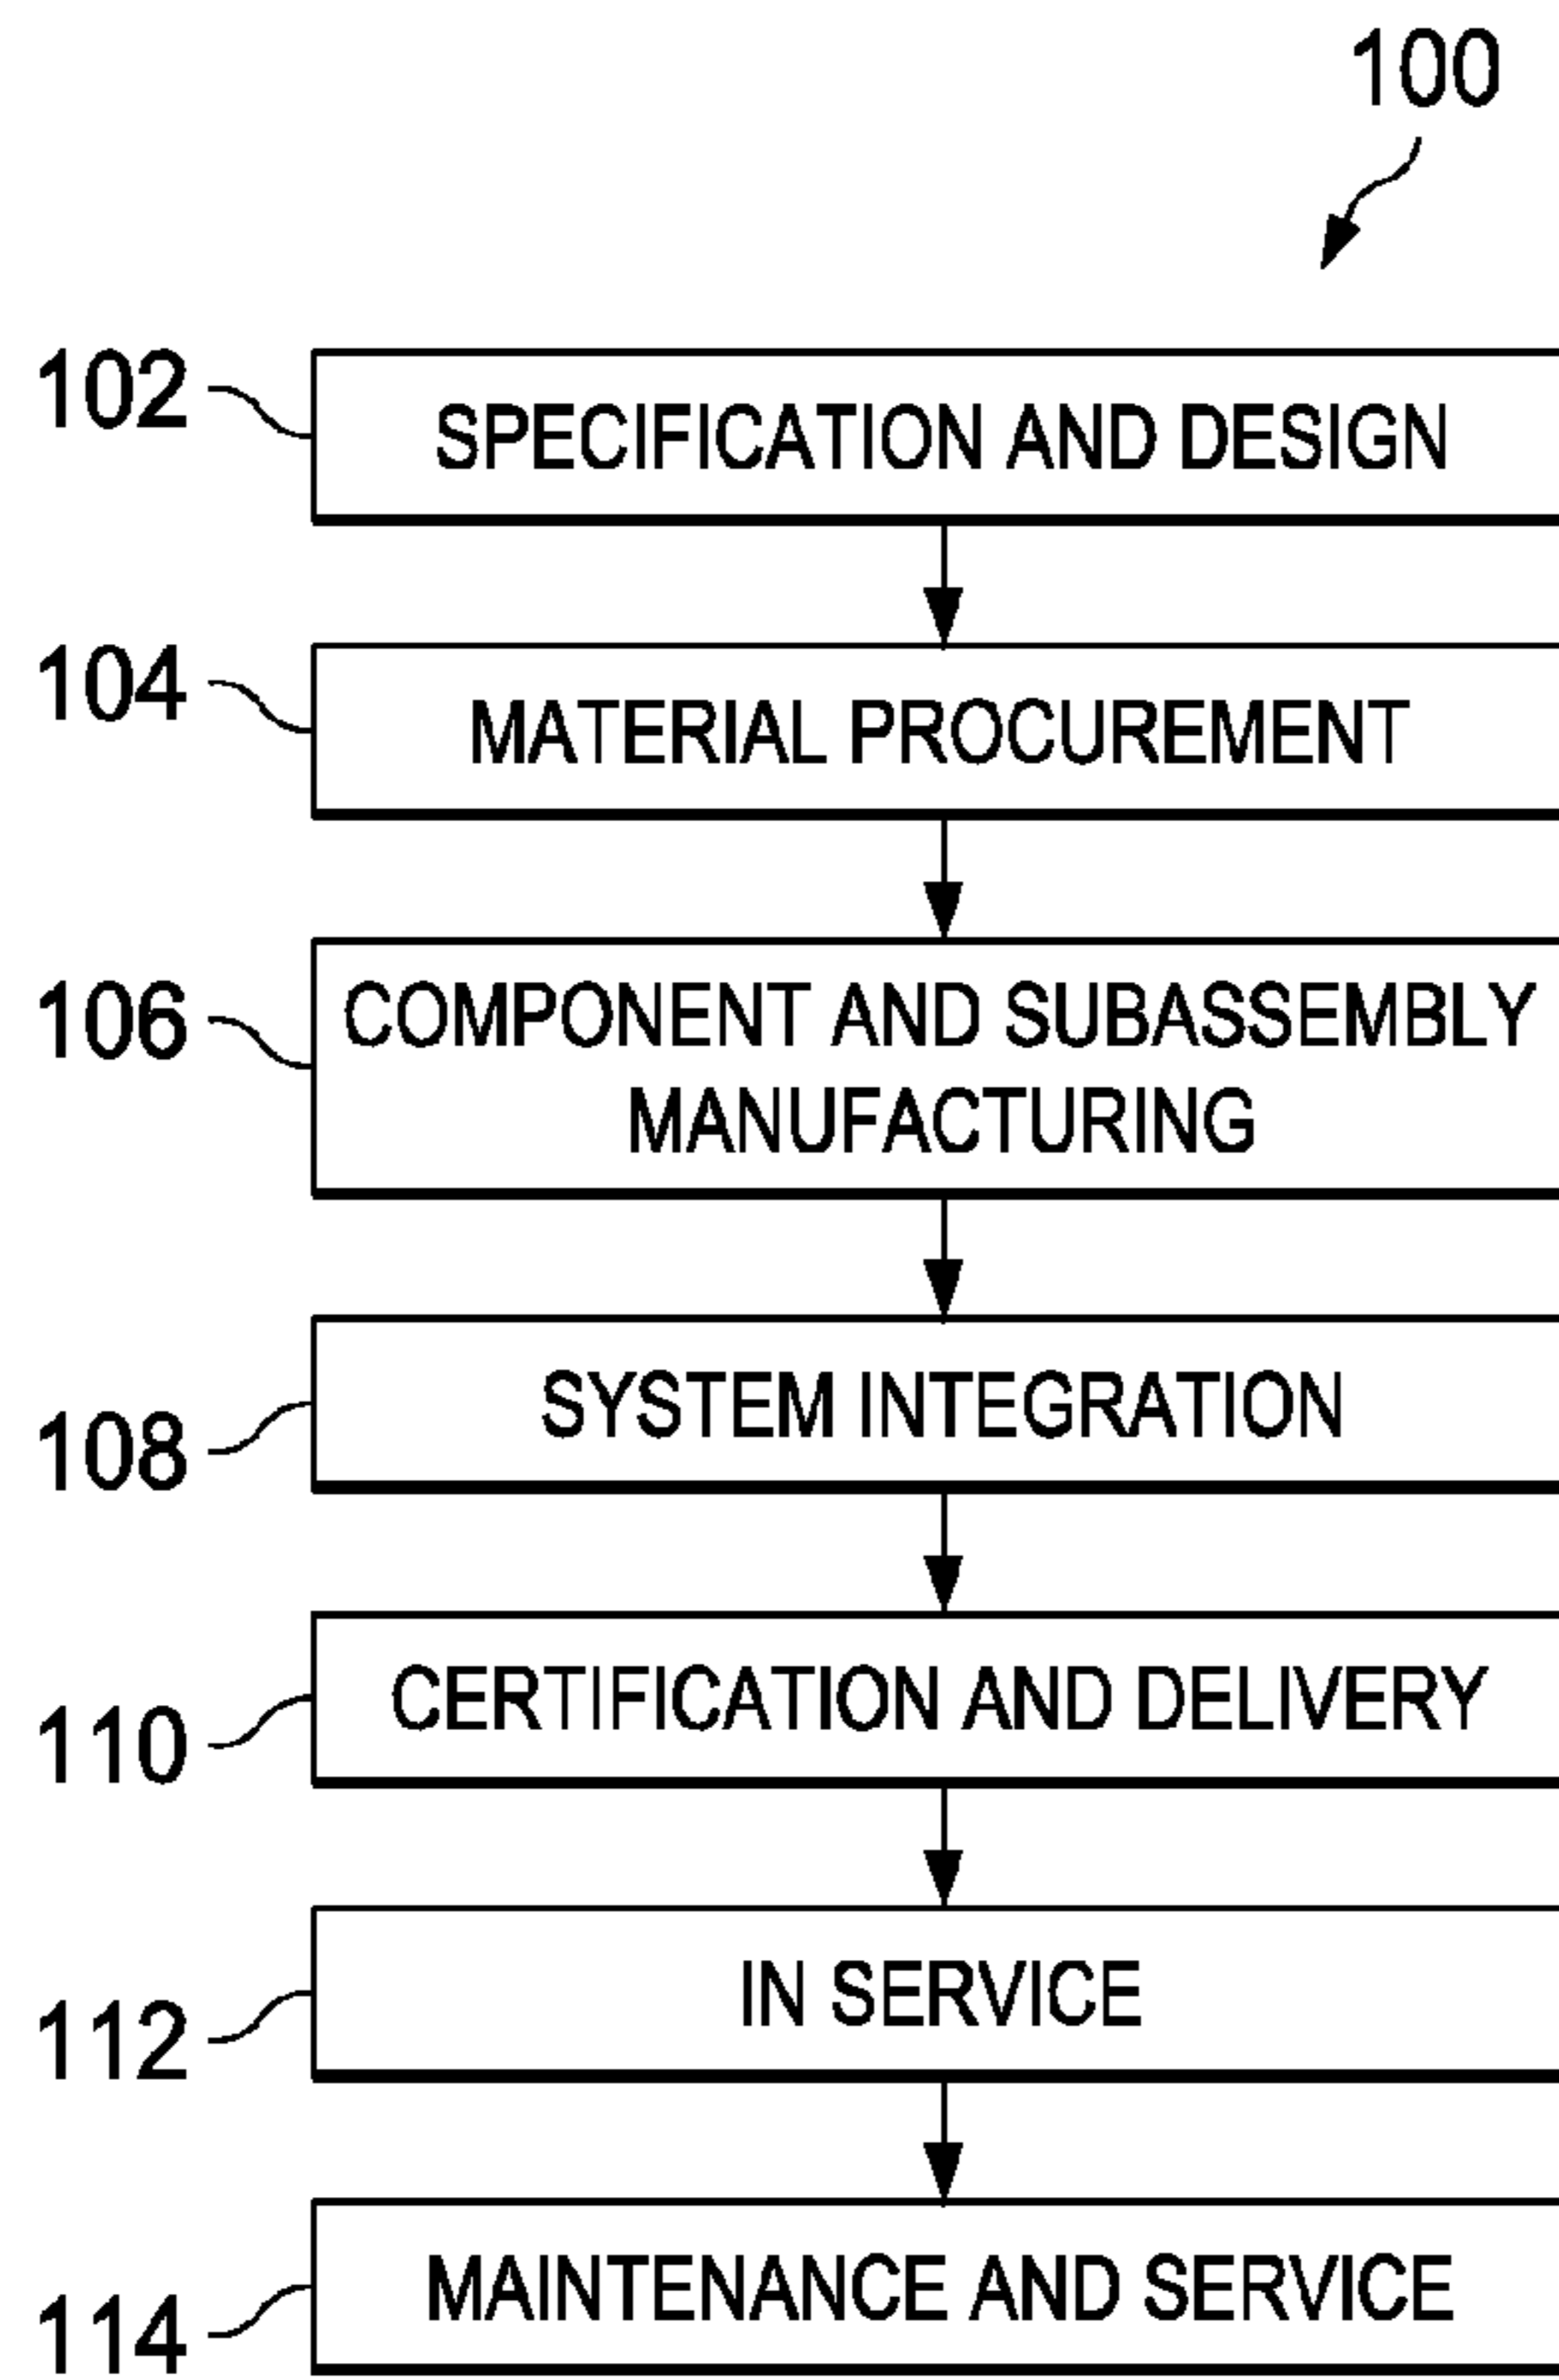 100
102
SPECIFICATION AND DESIGN
104
MATERIAL PROCUREMENT
106
COMPONENT AND SUBASSEMBLY
MANUFACTURING
108
SYSTEM INTEGRATION
110
CERTIFICATION AND DELIVERY
112
IN SERVICE
114
MAINTENANCE AND SERVICE